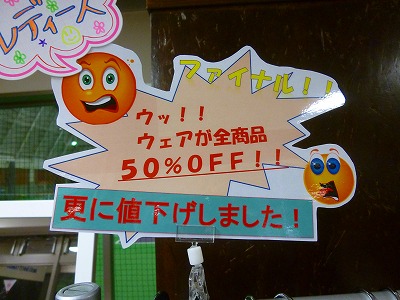 レディース
ファイナル！！
ウッ！！
ウェアが全商品
５０％ＯＦＦ！！
更に値下げしました！